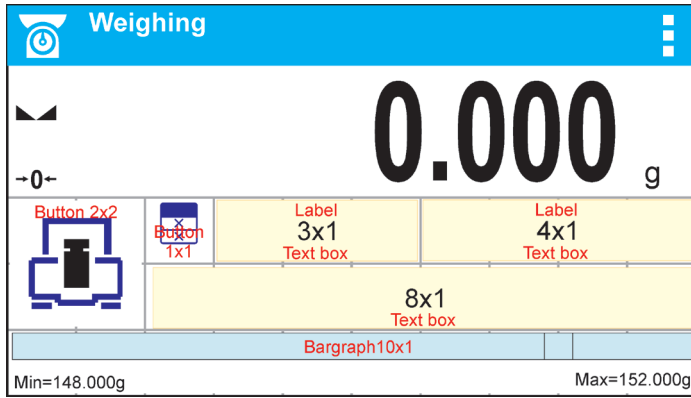 Weighing
0.000 g
→0←
Button 2x2
Button
1x1
Label
3x1
Text box
Label
4x1
Text box
8x1
Text box
Bargraph10x1
Min=148.000g
Max=152.000g